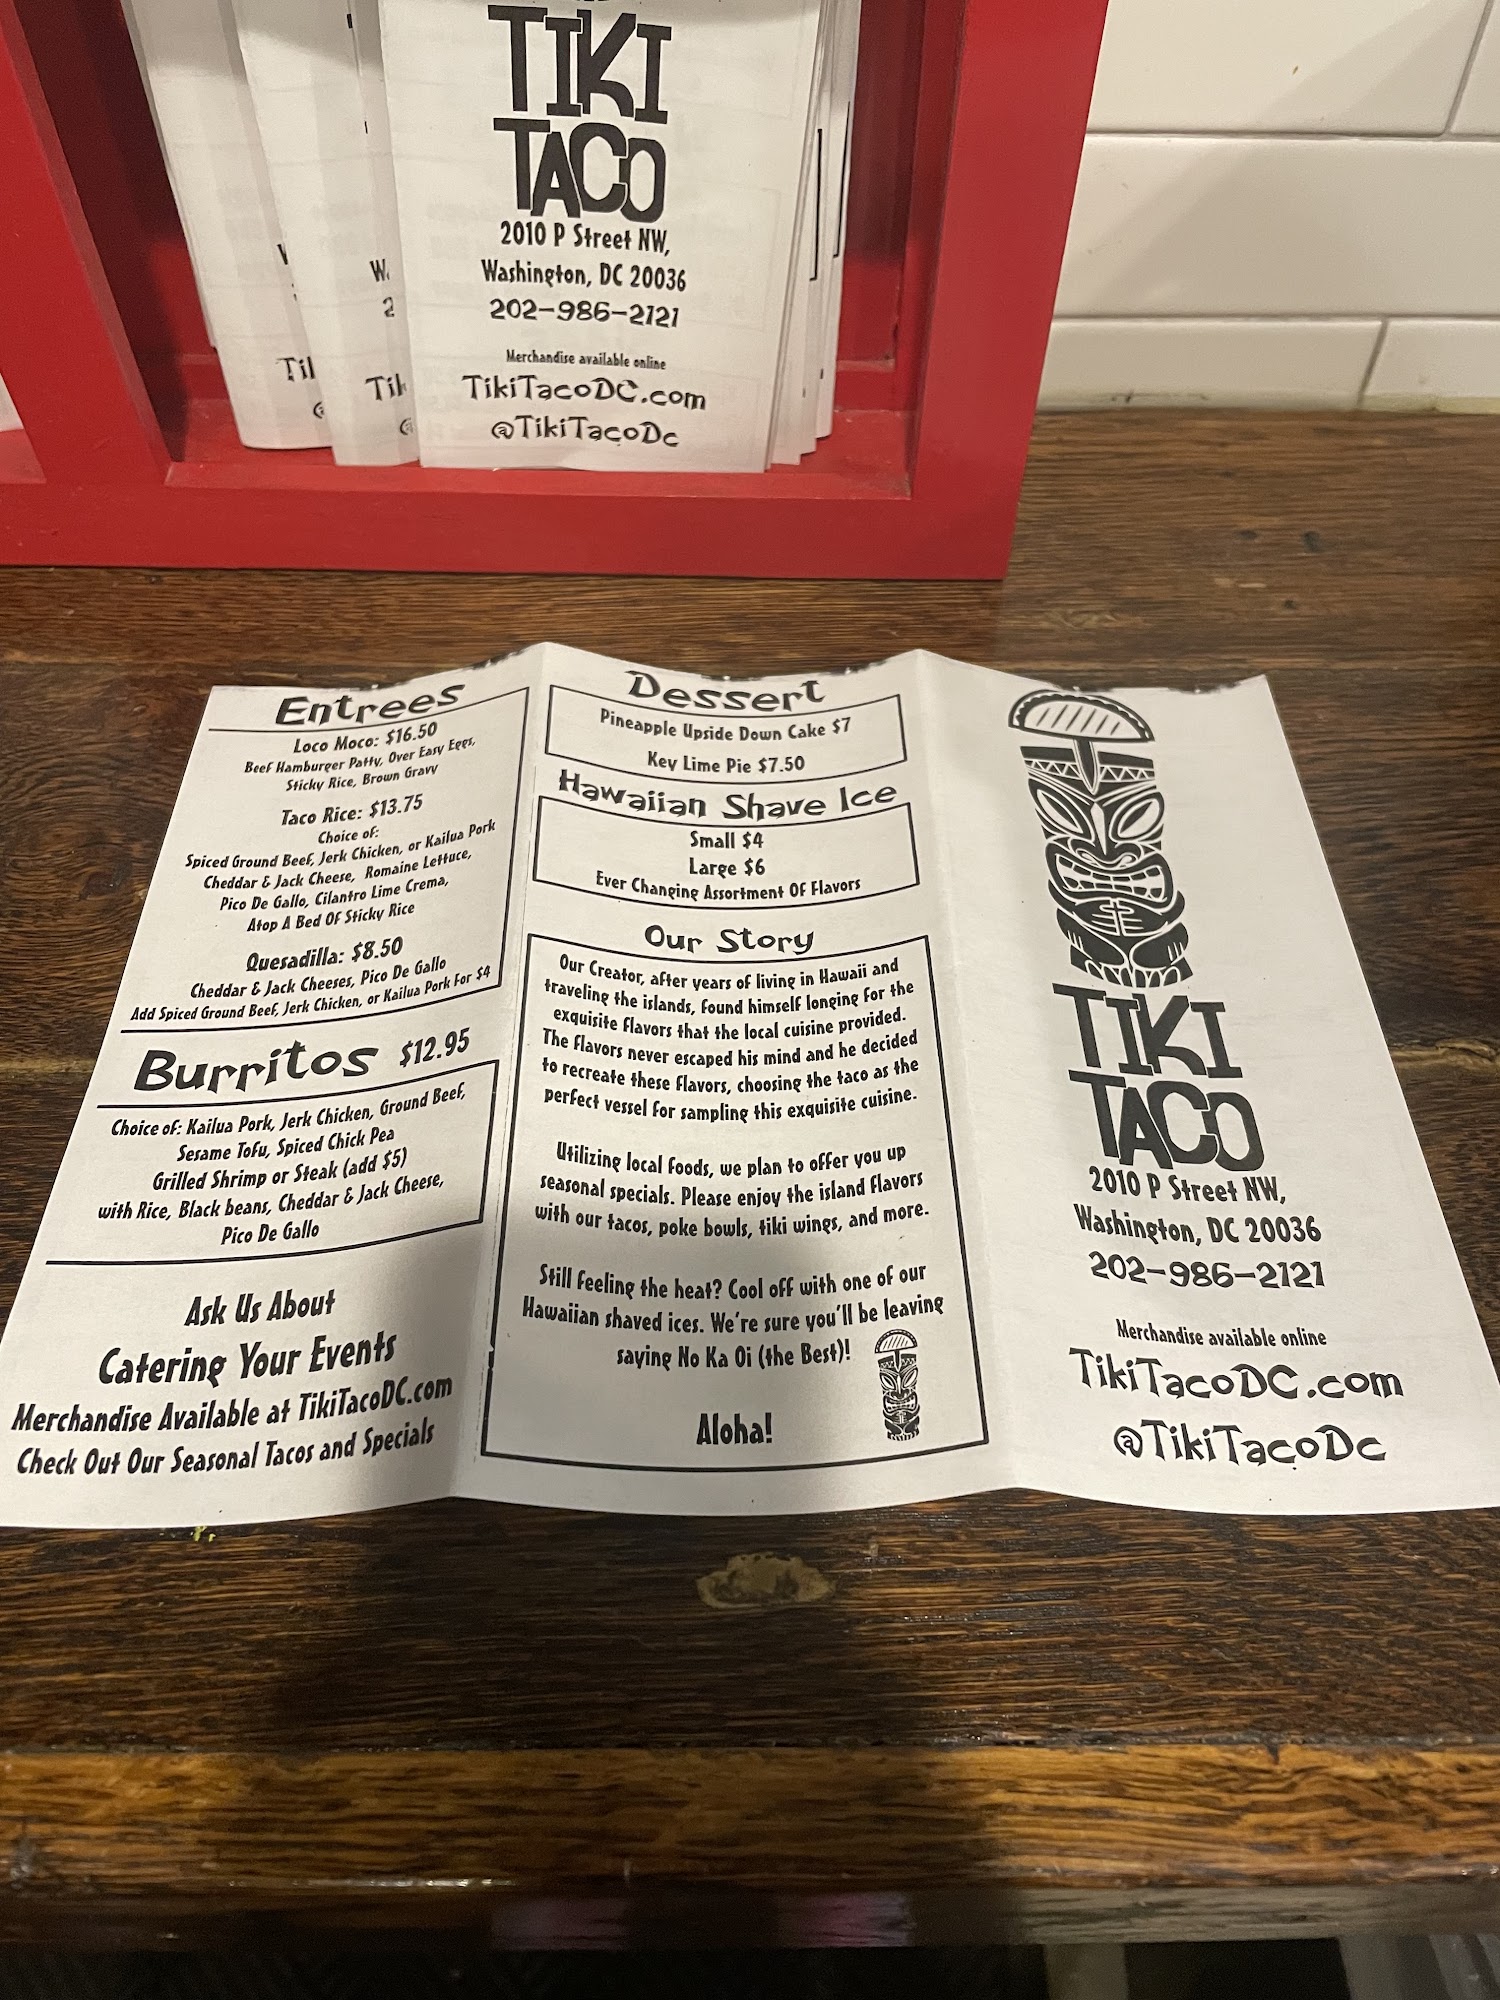 TIKI
TACO
2010 P Street NW,
Washington, DC 20036
202-986-2121
Merchandise available online
TikiTacoDC.com
@TikiTacoDc
Entrees
Loco Moco: $16.50
Beef Hamburger Patty, Over Easy Eggs,
Sticky Rice, Brown Gravy
Taco Rice: $13.75
Choice of:
Spiced Ground Beef, Jerk Chicken, or Kailua Pork
Cheddar & Jack Cheese, Romaine Lettuce,
Pico De Gallo, Cilantro Lime Crema,
Atop A Bed Of Sticky Rice
Quesadilla: $8.50
Cheddar & Jack Cheeses, Pico De Gallo
Add Spiced Ground Beef, Jerk Chicken, or Kailua Pork For $4
Burritos $12.95
Choice of: Kailua Pork, Jerk Chicken, Ground Beef,
Sesame Tofu, Spiced Chick Pea
Grilled Shrimp or Steak (add $5)
with Rice, Black beans, Cheddar & Jack Cheese,
Pico De Gallo
Ask Us About
Catering Your Events
Merchandise Available at TikiTacoDC.com
Check Out Our Seasonal Tacos and Specials
Dessert
Pineapple Upside Down Cake $7
Key Lime Pie $7.50
Hawaiian Shave Ice
Small $4
Large $6
Ever Changing Assortment Of Flavors
Our Story
Our Creator, after years of living in Hawaii and
traveling the islands, found himself longing for the
exquisite flavors that the local cuisine provided.
The flavors never escaped his mind and he decided
to recreate these flavors, choosing the taco as the
perfect vessel for sampling this exquisite cuisine.
Utilizing local foods, we plan to offer you up
seasonal specials. Please enjoy the island flavors
with our tacos, poke bowls, tiki wings, and more.
Still feeling the heat? Cool off with one of our
Hawaiian shaved ices. We're sure you'll be leaving
saying No Ka Oi (the Best)!
Aloha!
TIKI
TACO
2010 P Street NW,
Washington, DC 20036
202-986-2121
Merchandise available online
TikiTacoDC.com
@TikiTacoDc